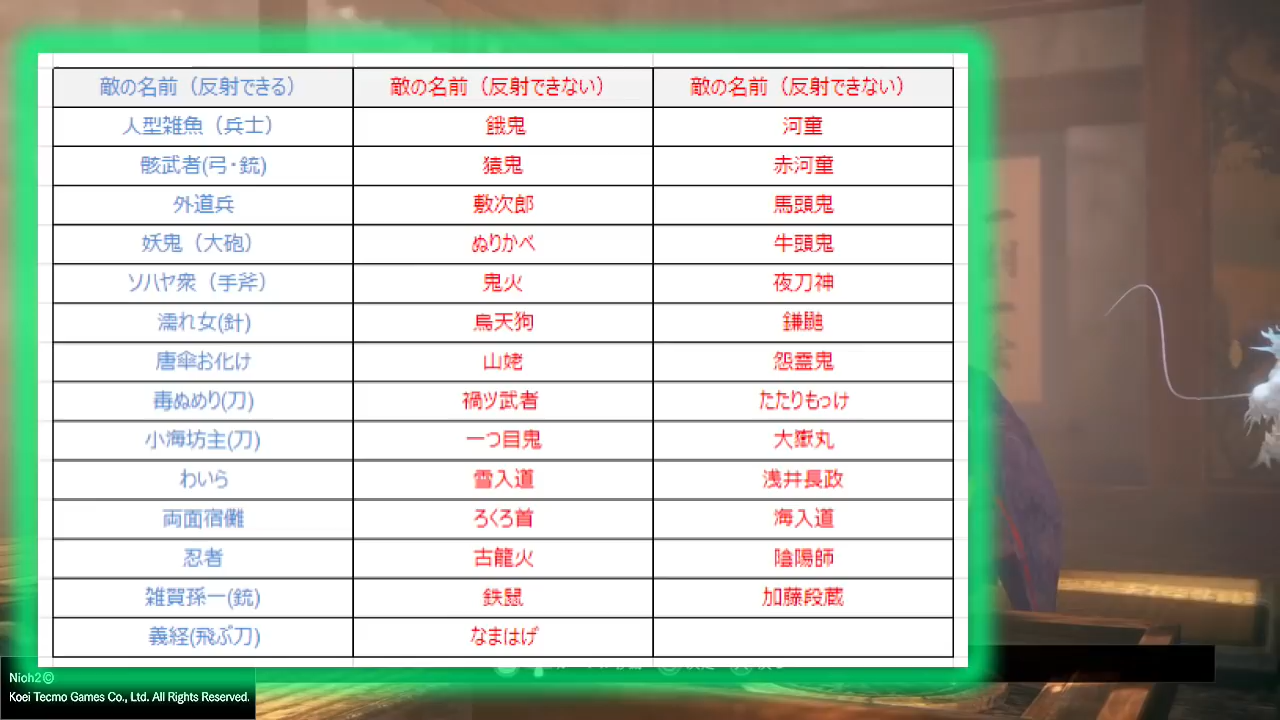 敵の名前（反射できる） 敵の名前（反射できない） 敵の名前（反射できない）
人型雑魚（兵士） 餓鬼 河童
骸武者(弓・銃) 猿鬼 赤河童
外道兵 敷次郎 馬頭鬼
妖鬼（大砲） ぬりかべ 牛頭鬼
ソハヤ衆（手斧） 鬼火 夜刀神
濡れ女(針) 烏天狗 鎌鼬
唐傘お化け 山姥 怨霊鬼
毒ぬめり(刀) 禍ツ武者 たたりもっけ
小海坊主(刀) 一つ目鬼 大嶽丸
わいら 雪入道 浅井長政
両面宿儺 ろくろ首 海入道
忍者 古籠火 陰陽師
雑賀孫一(銃) 鉄鼠 加藤段蔵
義経(飛ぶ刀) なまはげ
Nioh2©
Koei Tecmo Games Co., Ltd. All Rights Reserved.